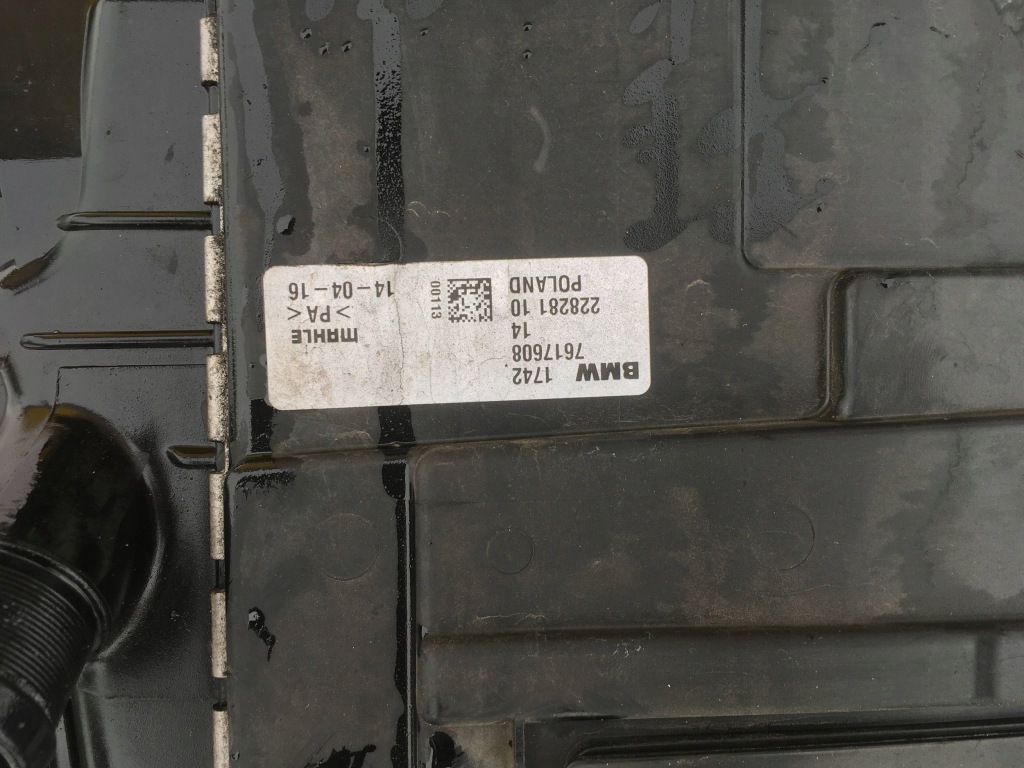 BMW 1742
7617608
14
228281 10
POLAND
MAHLE
>PA<
00113
14-04-16